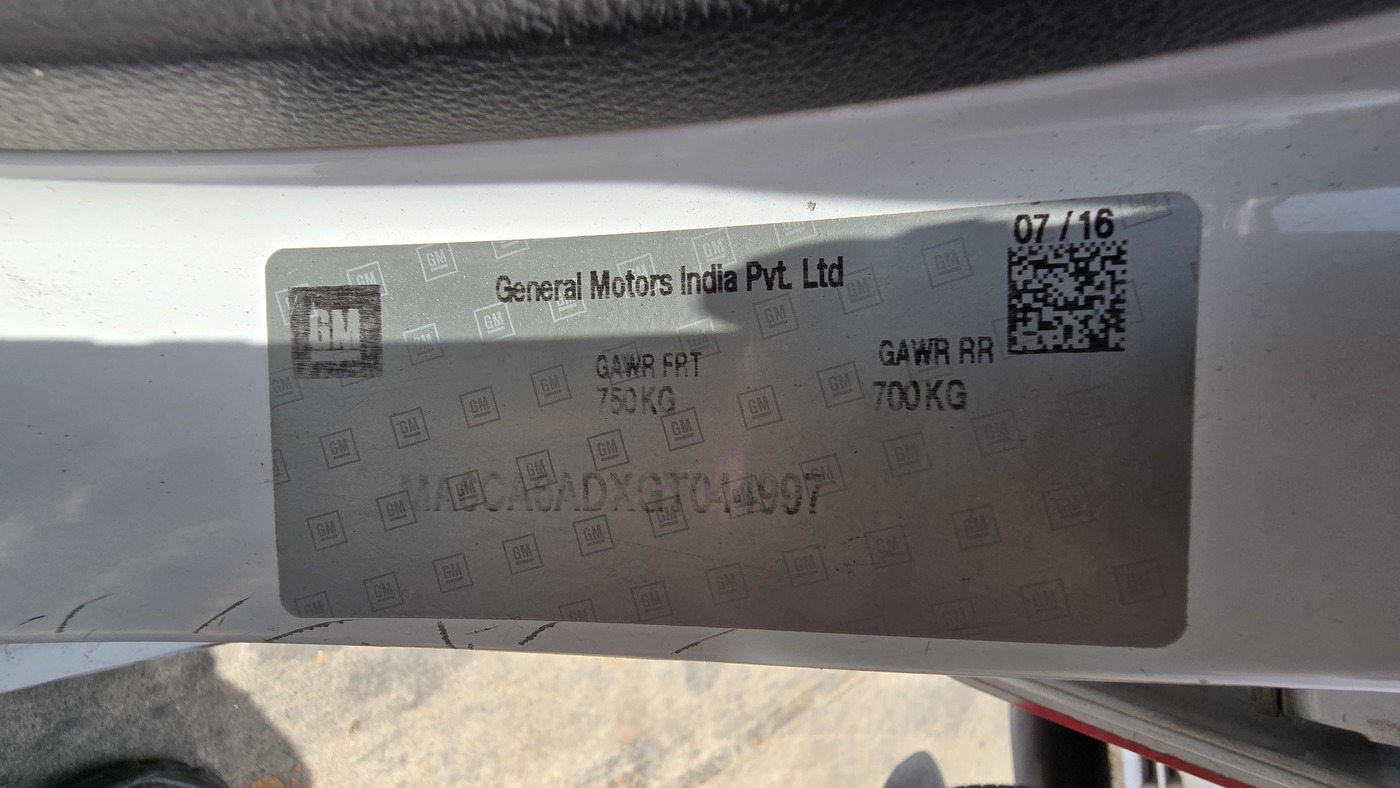 07 / 16
General Motors India Pvt. Ltd
GM
GAWR FRT
GAWR RR
750KG
700KG